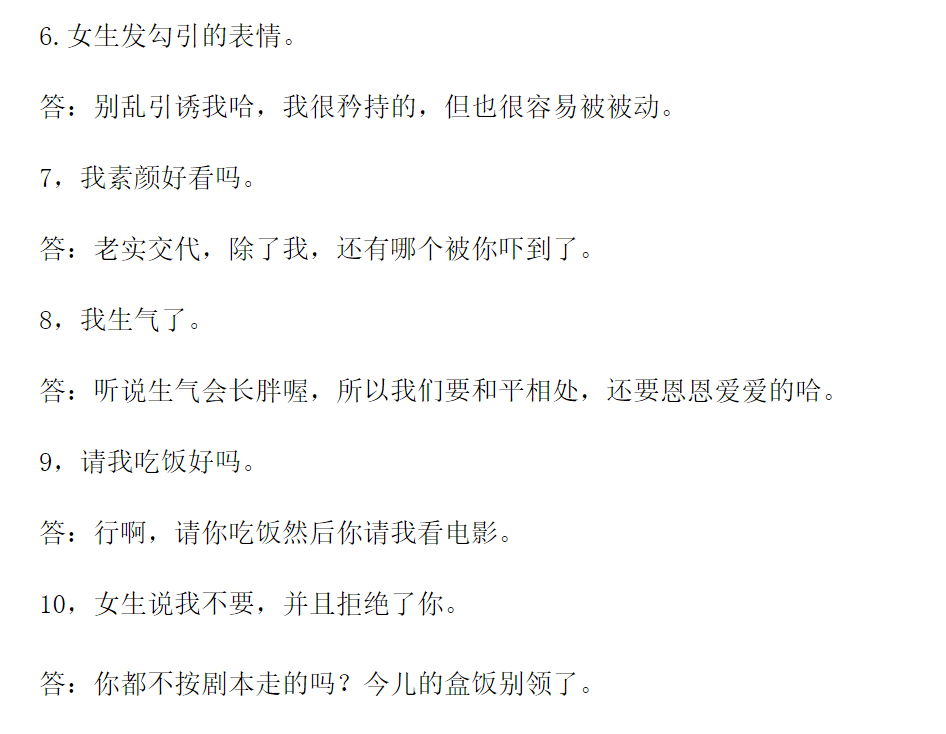 6. 女生发勾引的表情。
答：别乱引诱我哈，我很矜持的，但也很容易被被动。
7，我素颜好看吗。
答：老实交代，除了我，还有哪个被你吓到了。
8，我生气了。
答：听说生气会长胖喔，所以我们要和平相处，还要恩恩爱爱的哈。
9，请我吃饭好吗。
答：行啊，请你吃饭然后你请我看电影。
10，女生说我不要，并且拒绝了你。
答：你都不按剧本走的吗？今儿的盒饭别领了。